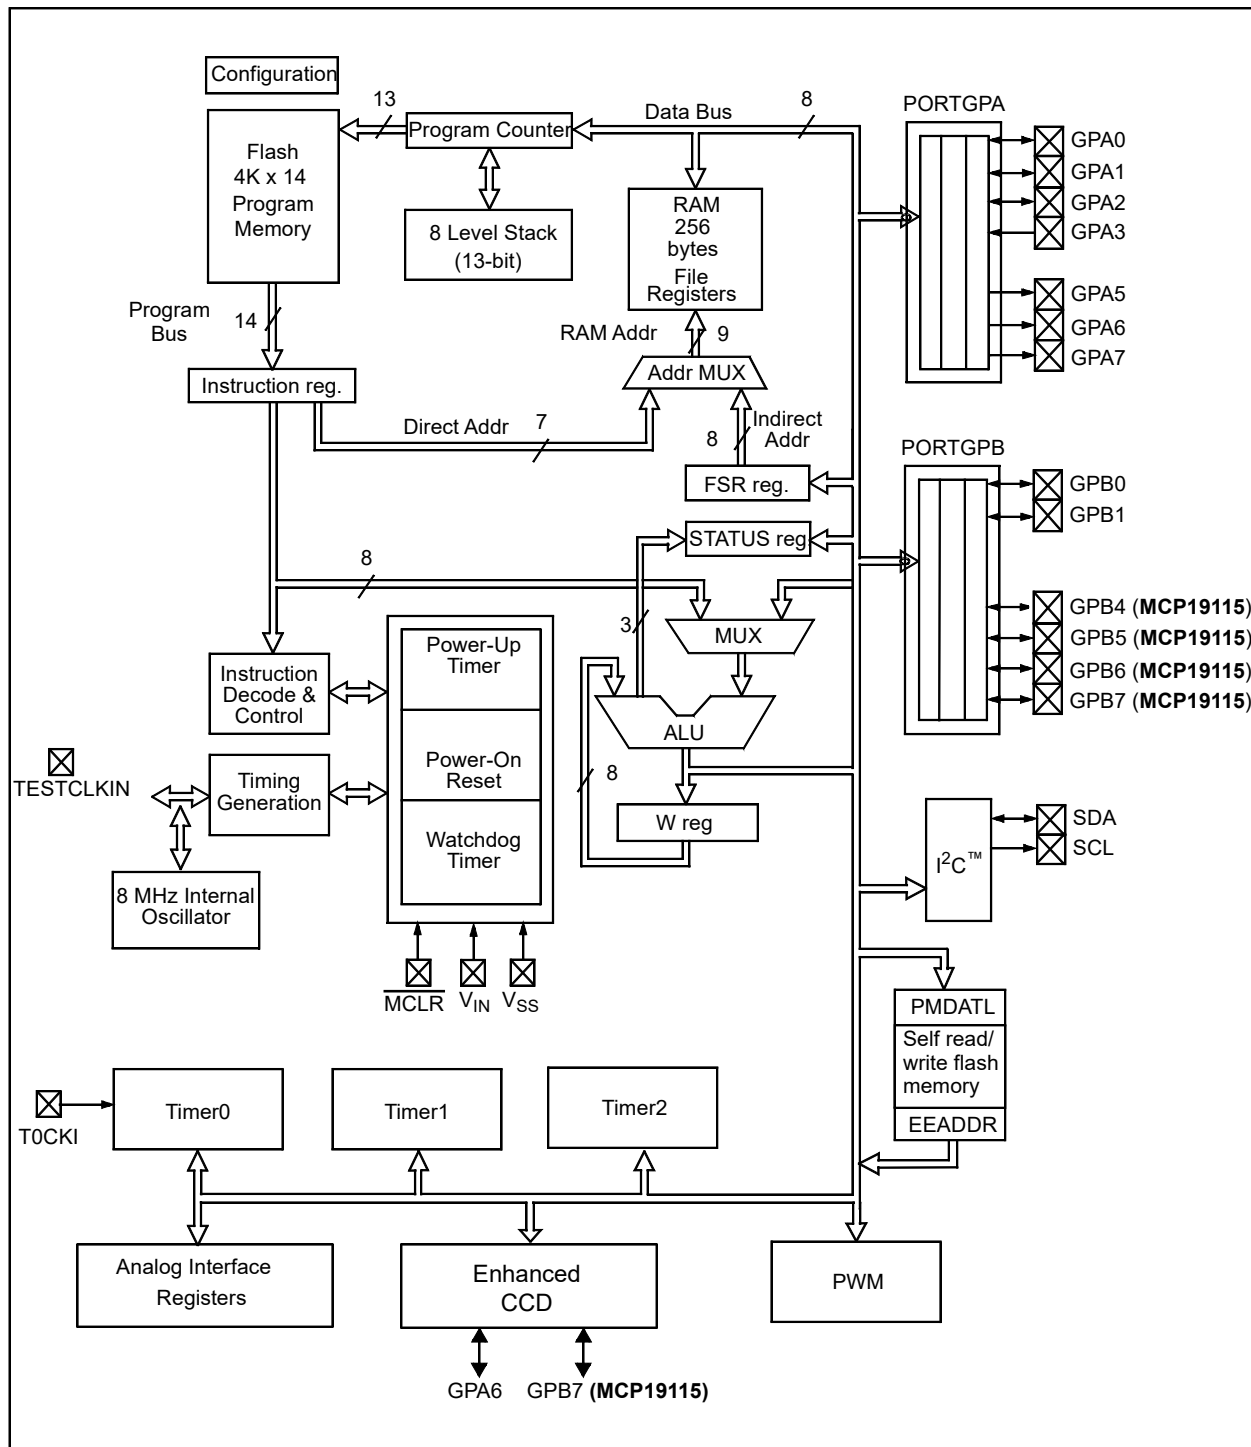 Configuration
13
Data Bus
8
PORTGPA
Flash
4K x 14
Program
Memory
Program Counter
8 Level Stack
(13-bit)
RAM
256
bytes
File
Registers
GPA0
GPA1
GPA2
GPA3
GPA5
GPA6
GPA7
Program
Bus
14
RAM Addr
9
Instruction reg.
Addr MUX
Direct Addr
7
8
Indirect
Addr
FSR reg.
PORTGPB
GPB0
GPB1
STATUS reg
8
3
MUX
GPB4 (MCP19115)
GPB5 (MCP19115)
GPB6 (MCP19115)
GPB7 (MCP19115)
Instruction
Decode &
Control
Power-Up
Timer
Power-On
Reset
Watchdog
Timer
ALU
8
W reg
TESTCLKIN
Timing
Generation
8 MHz Internal
Oscillator
MCLR
VIN
VSS
I2C™
SDA
SCL
PMDATL
Self read/
write flash
memory
EEADDR
T0CKI
Timer0
Timer1
Timer2
Analog Interface
Registers
Enhanced
CCD
PWM
GPA6
GPB7 (MCP19115)